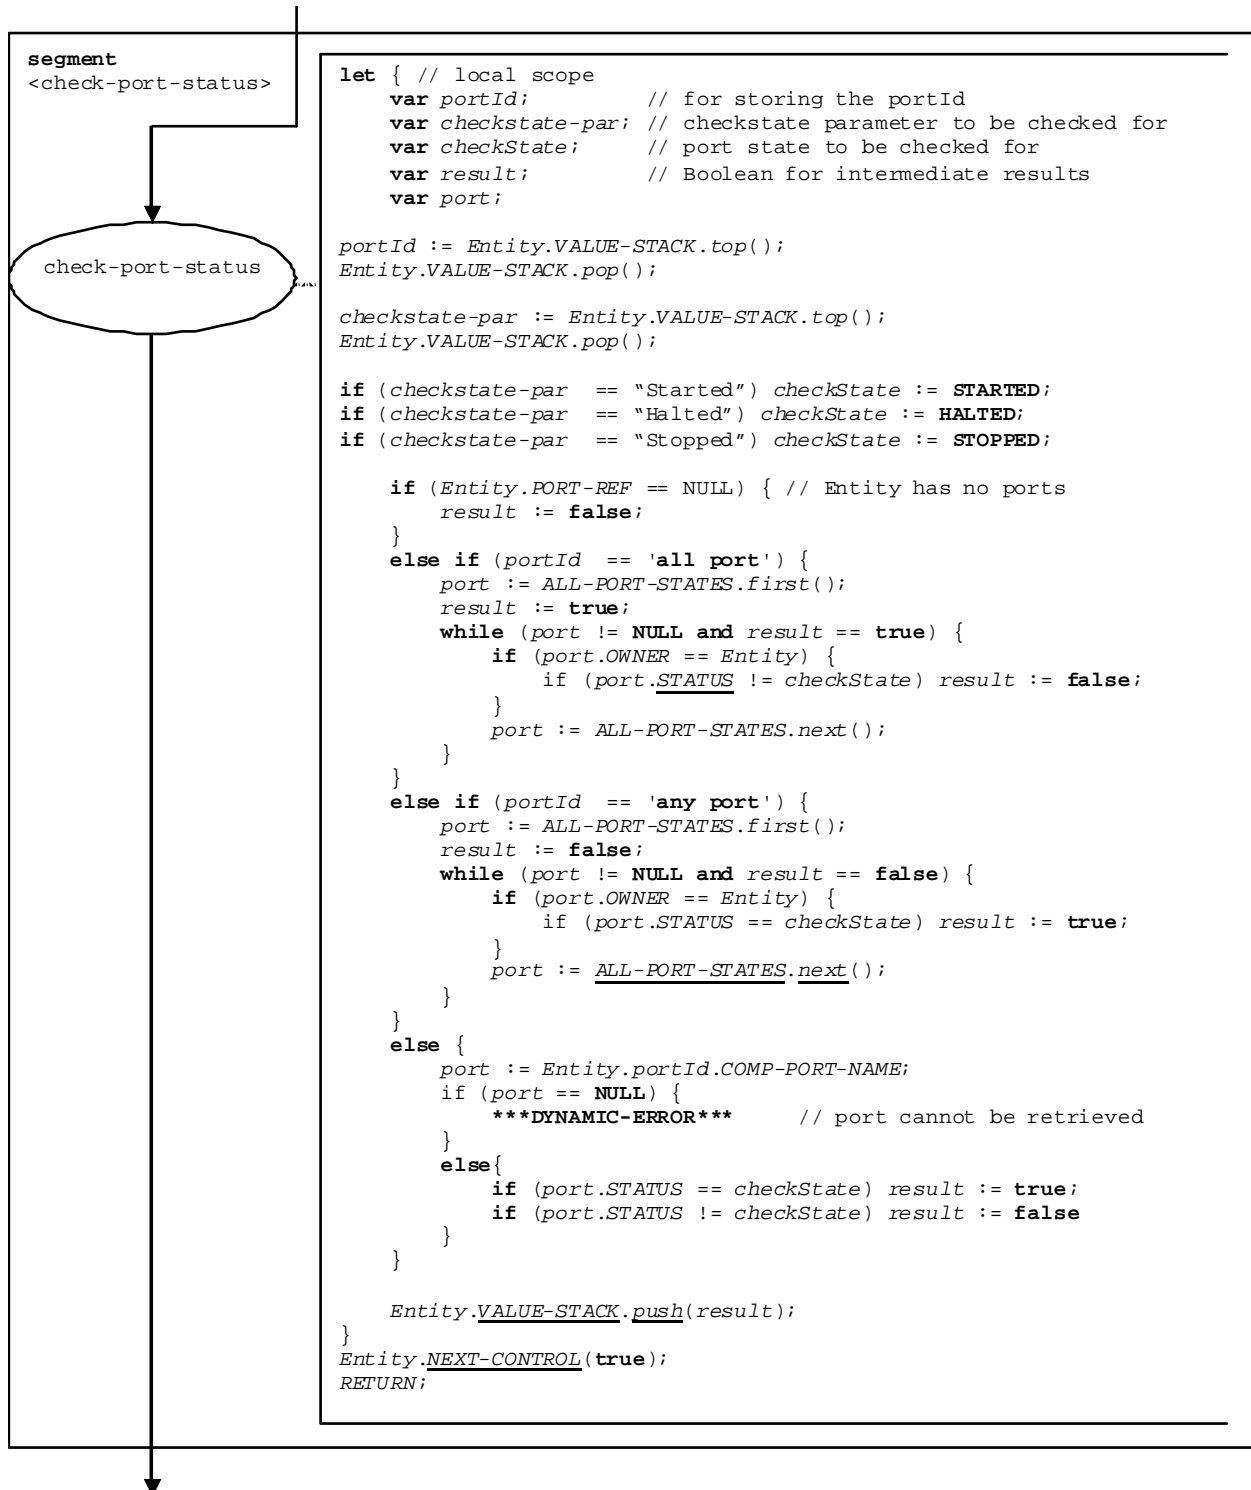 segment
<check-port-status>
check-port-status
let { // local scope
var portId; // for storing the portId
var checkstate-par; // checkstate parameter to be checked for
var checkState; // port state to be checked for
var result; // Boolean for intermediate results
var port;
portId := Entity.VALUE-STACK.top();
Entity.VALUE-STACK.pop();
checkstate-par := Entity.VALUE-STACK.top();
Entity.VALUE-STACK.pop();
if (checkstate-par == “Started”) checkState := STARTED;
if (checkstate-par == “Halted”) checkState := HALTED;
if (checkstate-par == “Stopped”) checkState := STOPPED;
if (Entity.PORT-REF == NULL) { // Entity has no ports
result := false;
}
else if (portId == 'all port') {
port := ALL-PORT-STATES.first();
result := true;
while (port != NULL and result == true) {
if (port.OWNER == Entity) {
if (port.STATUS != checkState) result := false;
}
port := ALL-PORT-STATES.next();
}
}
else if (portId == 'any port') {
port := ALL-PORT-STATES.first();
result := false;
while (port != NULL and result == false) {
if (port.OWNER == Entity) {
if (port.STATUS == checkState) result := true;
}
port := ALL-PORT-STATES.next();
}
}
else {
port := Entity.portId.COMP-PORT-NAME;
if (port == NULL) {
***DYNAMIC-ERROR*** // port cannot be retrieved
}
else{
if (port.STATUS == checkState) result := true;
if (port.STATUS != checkState) result := false
}
}
Entity.VALUE-STACK.push(result);
}
Entity.NEXT-CONTROL(true);
RETURN;